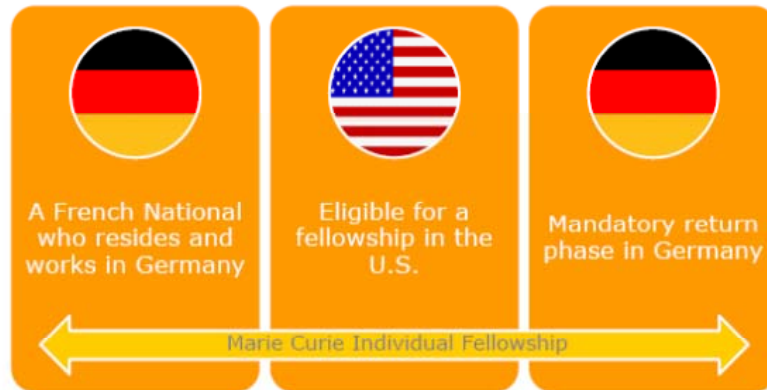 A French National
who resides and
works in Germany
Eligible for a
fellowship in the
U.S.
Mandatory return
phase in Germany
Marie Curie Individual Fellowship